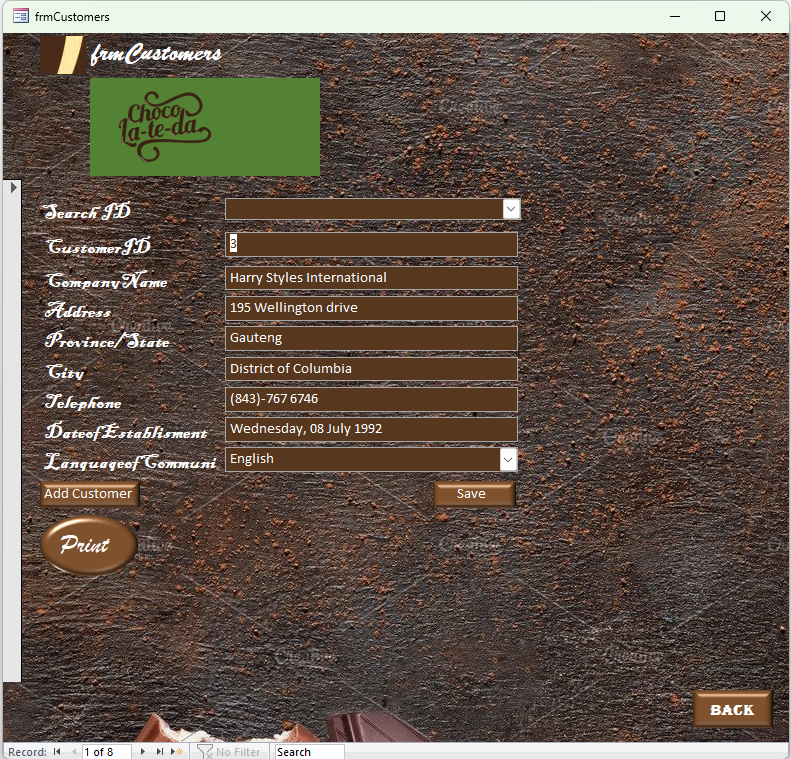 frmCustomers
frmCustomers
Choco
la-te-da
Search ID
CustomerID 3
CompanyName Harry Styles International
Address 195 Wellington drive
Province/State Gauteng
City District of Columbia
Telephone (843)-767 6746
DateofEstablisment Wednesday, 08 July 1992
LanguageofCommuni English
Add Customer Save
Print
BACK
Record: 1 of 8 No Filter Search